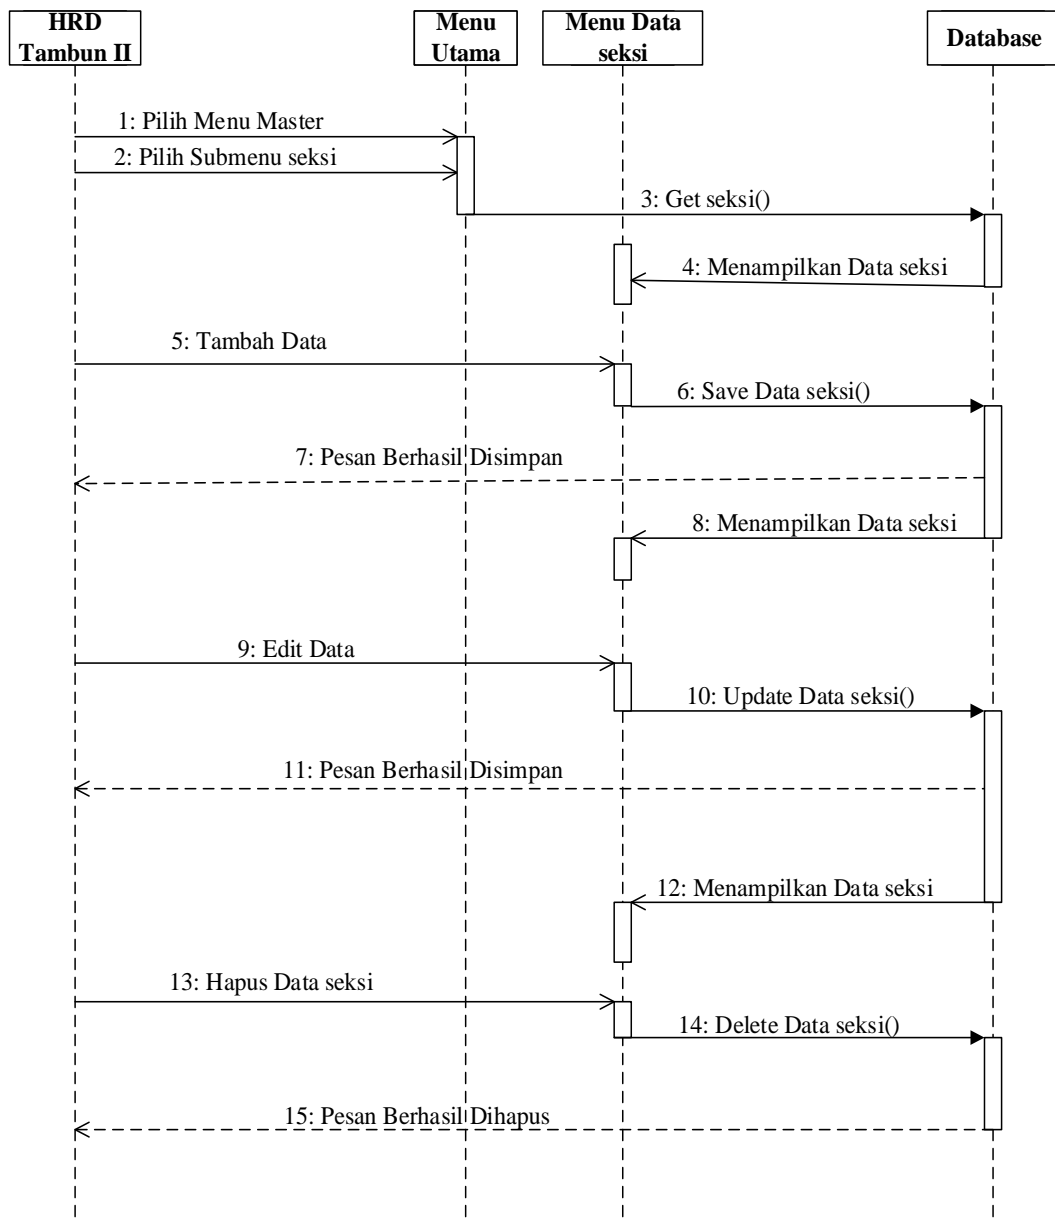 HRD
Tambun II
Menu
Utama
Menu Data
seksi
Database
1: Pilih Menu Master
2: Pilih Submenu seksi
3: Get seksi()
4: Menampilkan Data seksi
5: Tambah Data
6: Save Data seksi()
7: Pesan Berhasil Disimpan
8: Menampilkan Data seksi
9: Edit Data
10: Update Data seksi()
11: Pesan Berhasil Disimpan
12: Menampilkan Data seksi
13: Hapus Data seksi
14: Delete Data seksi()
15: Pesan Berhasil Dihapus